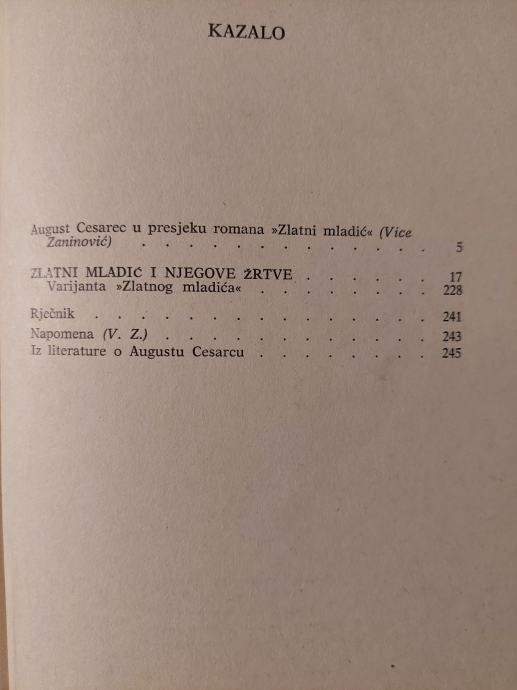 KAZALO
August Cesarec u presjeku romana »Zlatni mladić« (Vice
Zaninović) . . . . . . . . . . . . . 5
ZLATNI MLADIĆ I NJEGOVE ŽRTVE . . . . . . 17
Varijanta »Zlatnog mladića« . . . . . . . . 228
Rječnik . . . . . . . . . . . . . . . . 241
Napomena (V. Z.) . . . . . . . . . . . . 243
Iz literature o Augustu Cesarcu . . . . . . . . 245